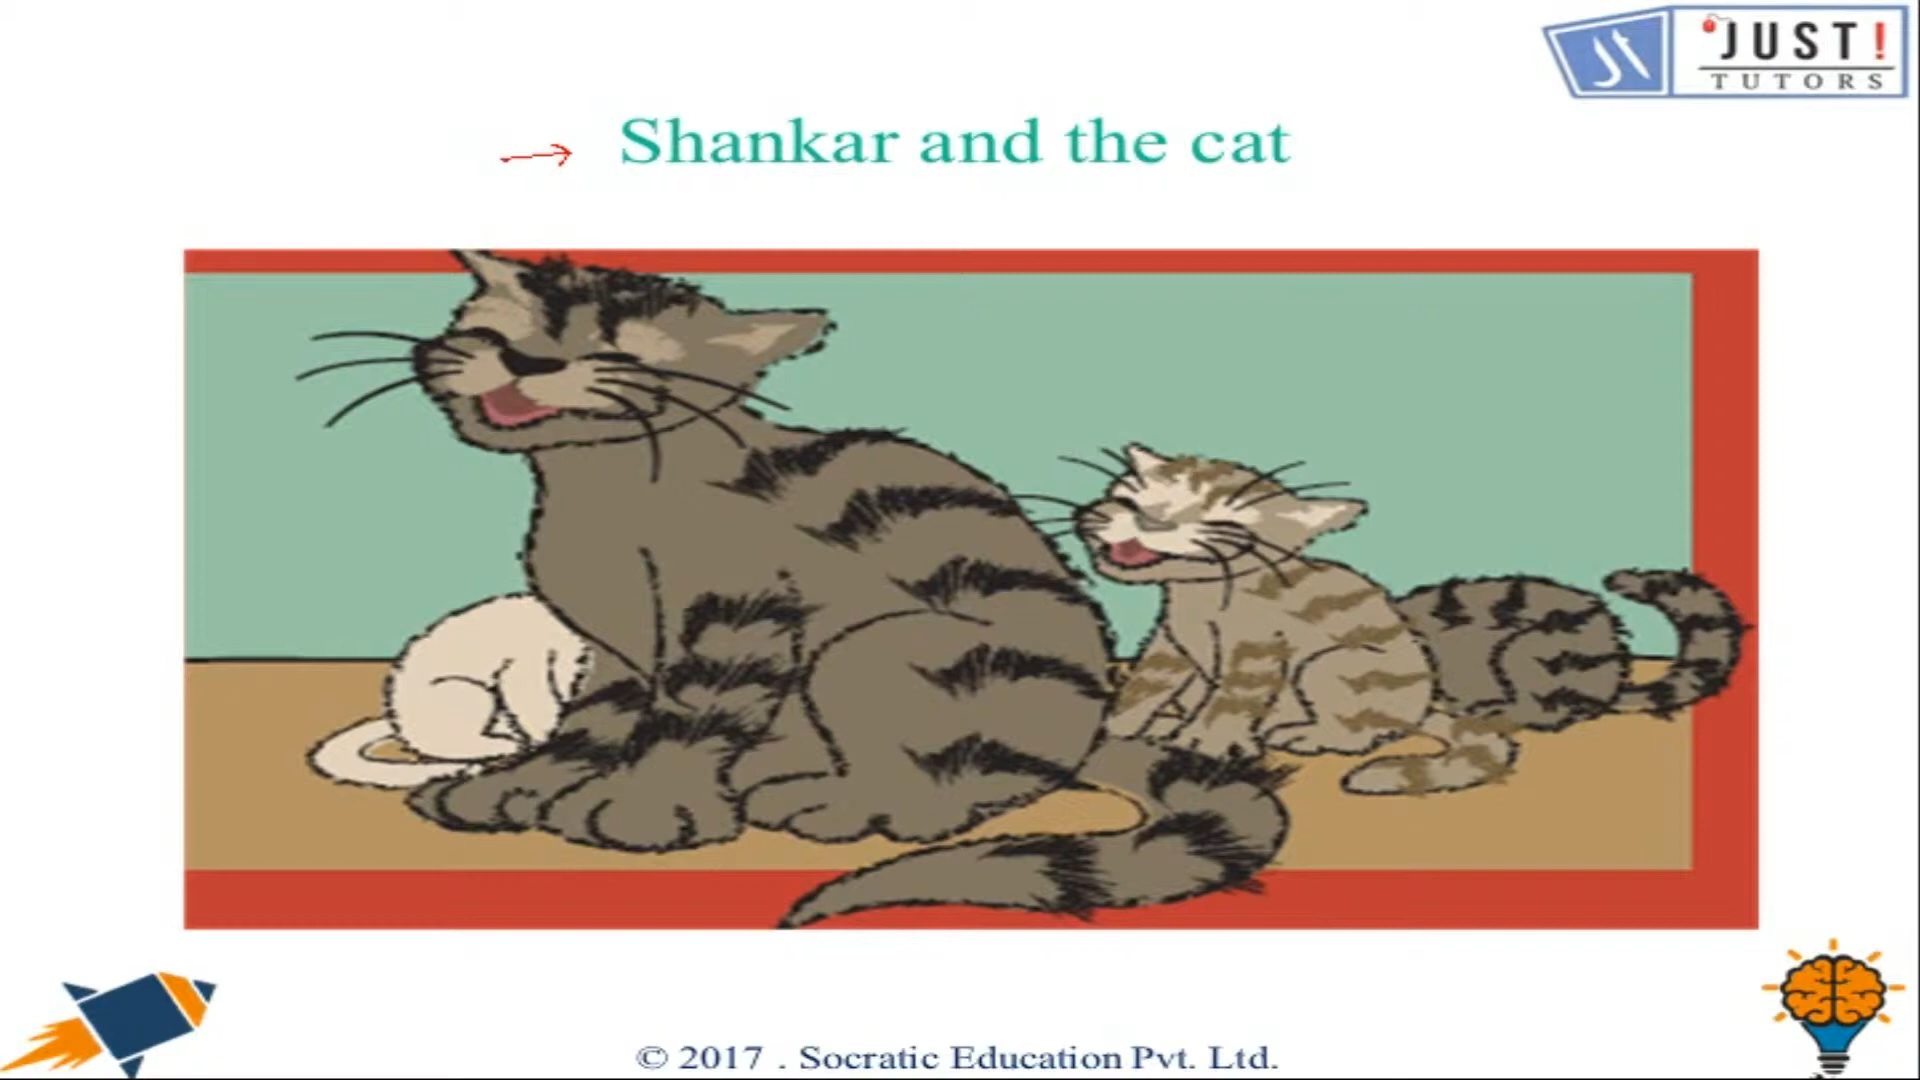 JUST!
TUTORS
Shankar and the cat
© 2017 . Socratic Education Pvt. Ltd.